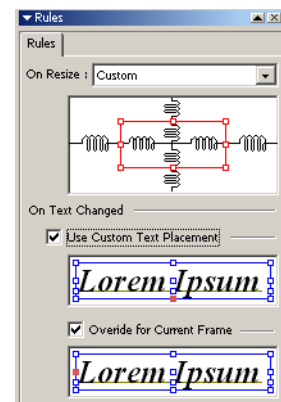 Rules
Rules
On Resize : Custom
On Text Changed
Use Custom Text Placement
Lorem Ipsum
Overide for Current Frame
Lorem Ipsum